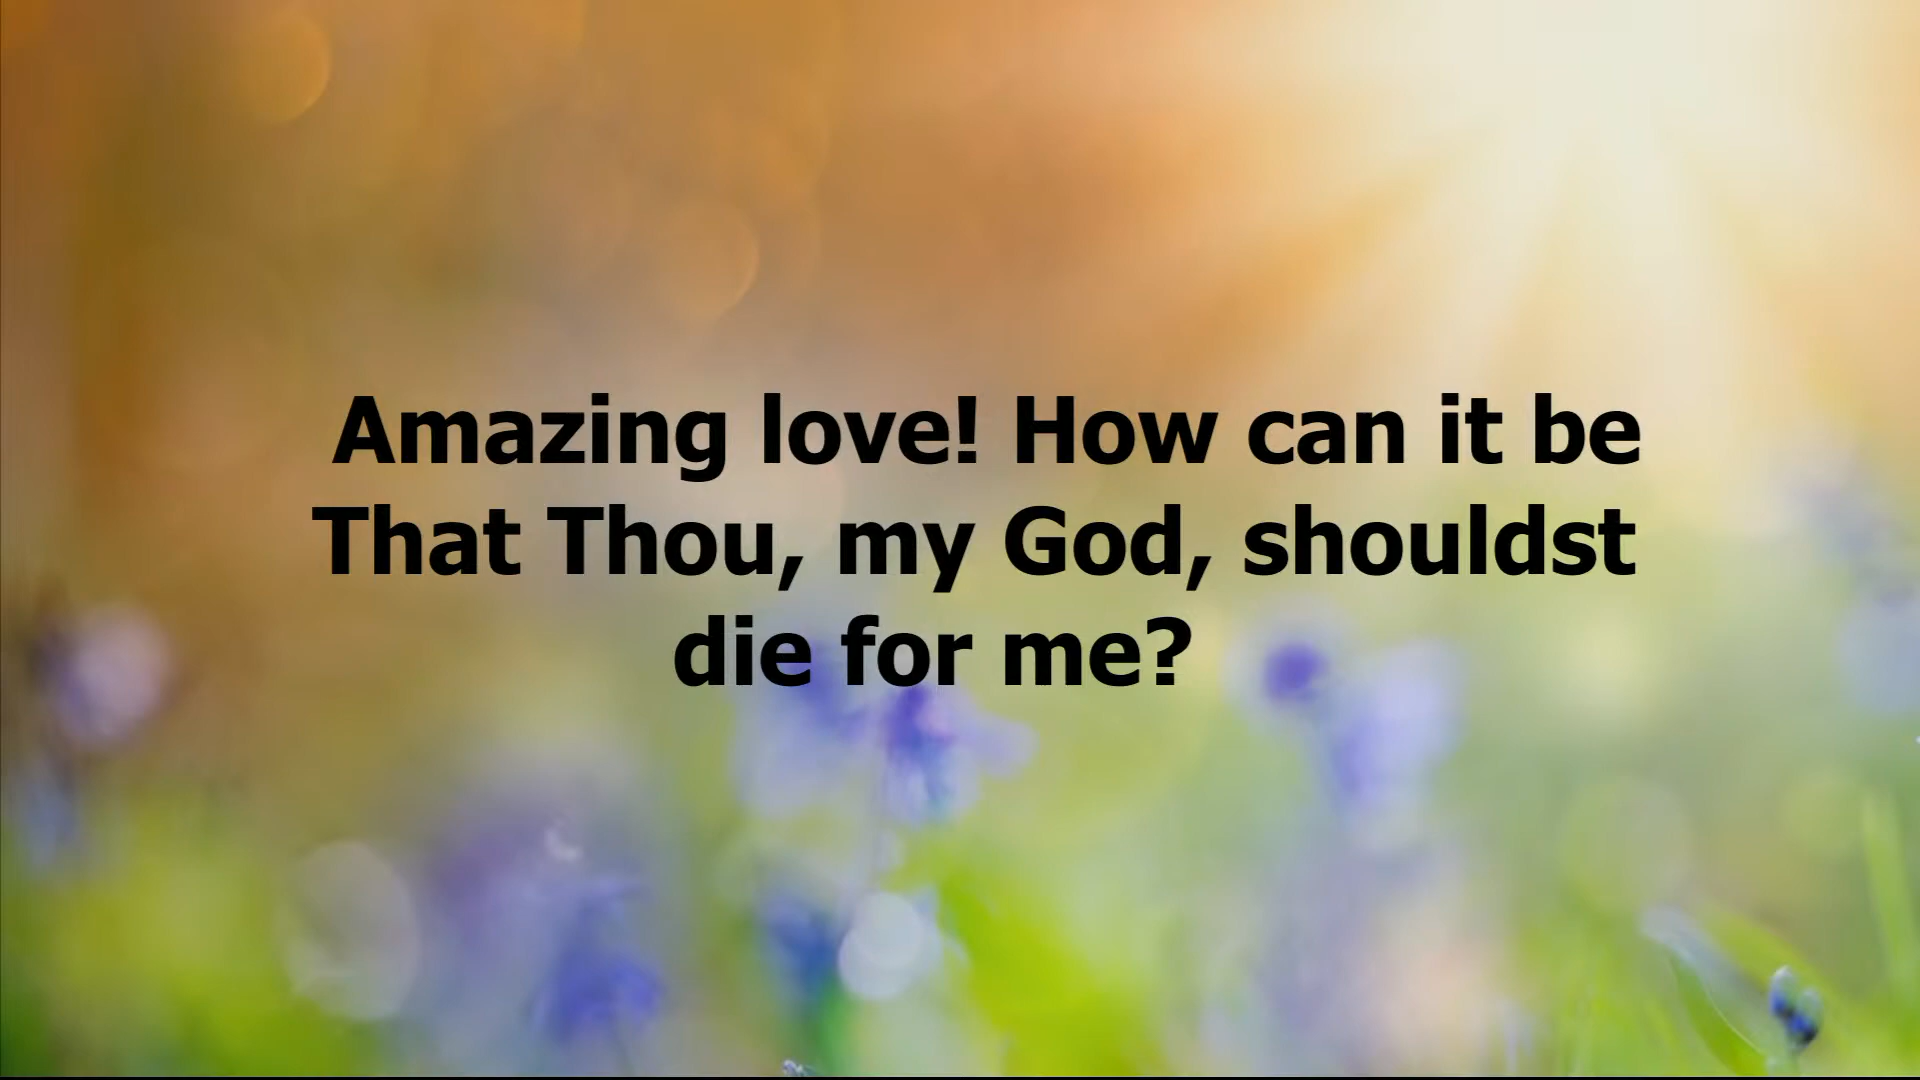 Amazing love! How can it be
That Thou, my God, shouldst
die for me?